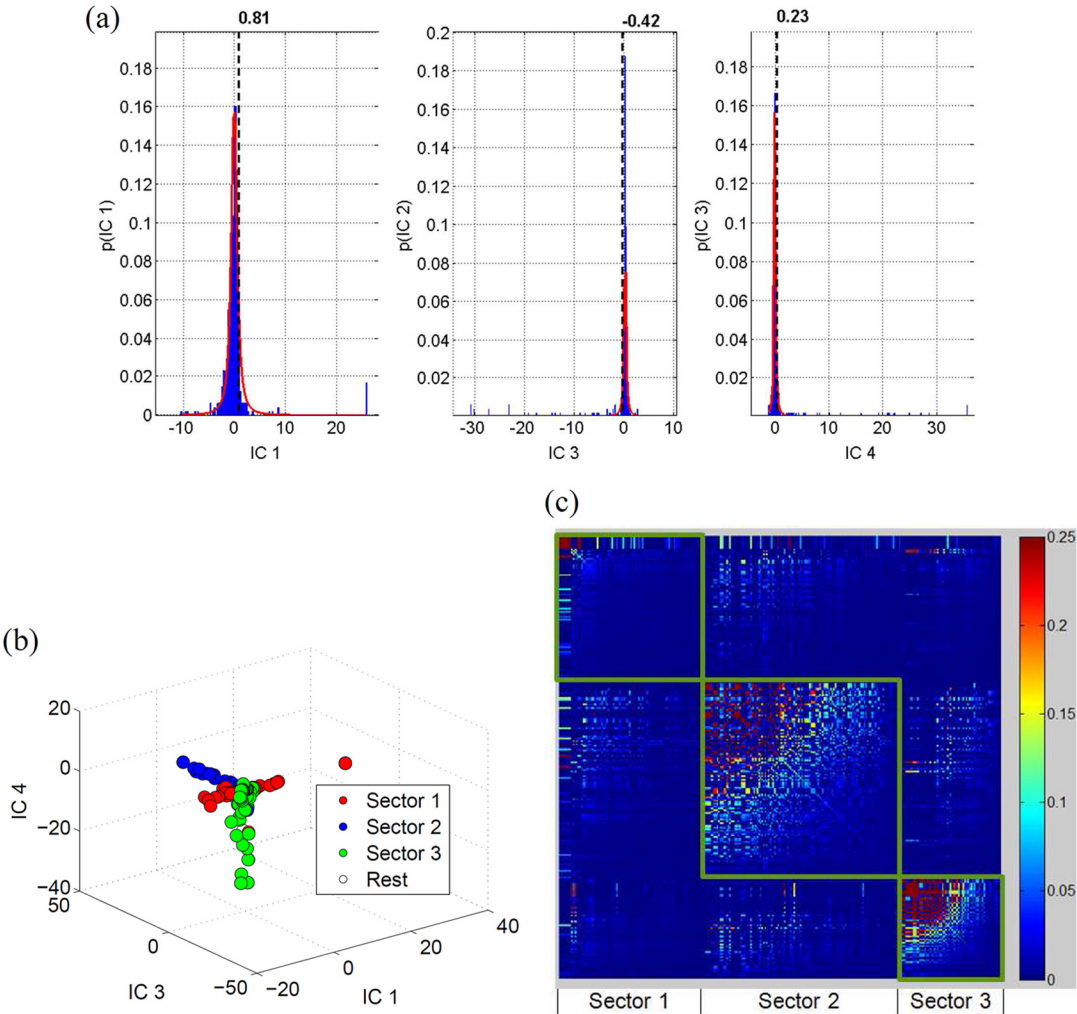 (a)
0.81
-0.42
0.23
p(IC 1)
0.18
0.16
0.14
0.12
0.1
0.08
0.06
0.04
0.02
0
-10 0 10 20
IC 1
p(IC 2)
0.2
0.18
0.16
0.14
0.12
0.1
0.08
0.06
0.04
0.02
-30 -20 -10 0 10
IC 3
p(IC 3)
0.18
0.16
0.14
0.12
0.1
0.08
0.06
0.04
0.02
0 10 20 30
IC 4
(b)
IC 4
20
0
−20
−40
50
0
−50
IC 3
−20
0
20
40
IC 1
Sector 1
Sector 2
Sector 3
Rest
(c)
0.25
0.2
0.15
0.1
0.05
0
Sector 1 Sector 2 Sector 3